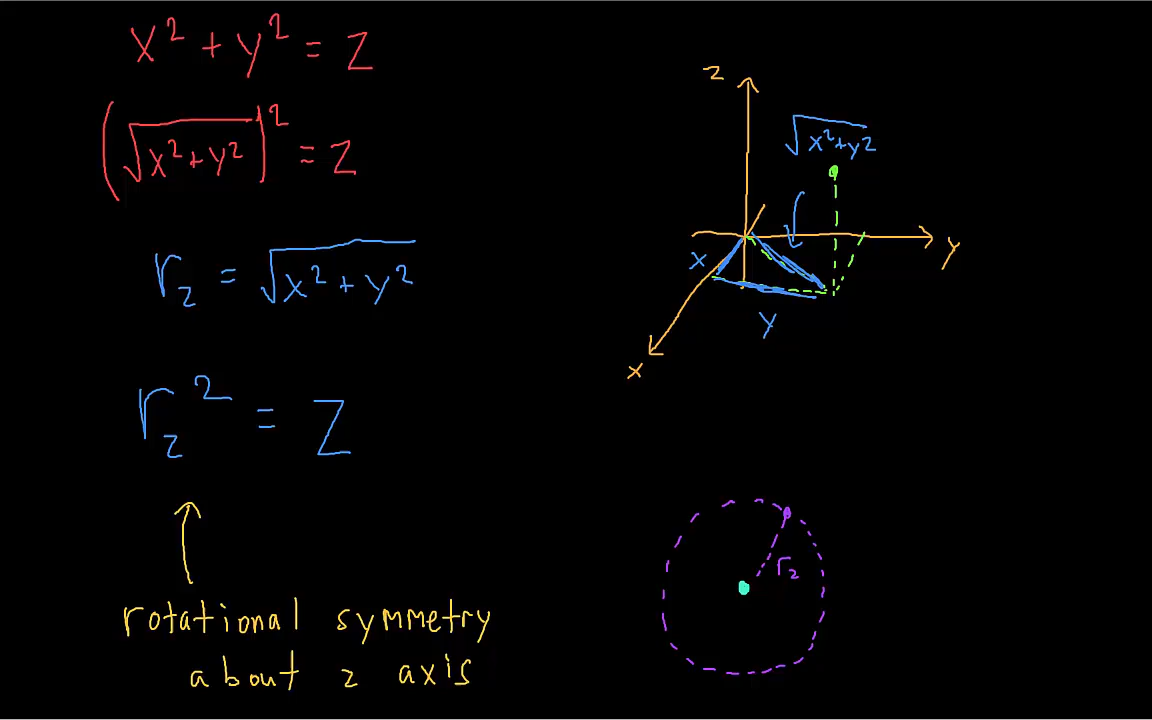 x² + y² = z
(√x² + y²)² = z
r_z = √x² + y²
r_z² = z
rotational symmetry
about z axis
z
√x²+y²
y
x
y
x
r_z